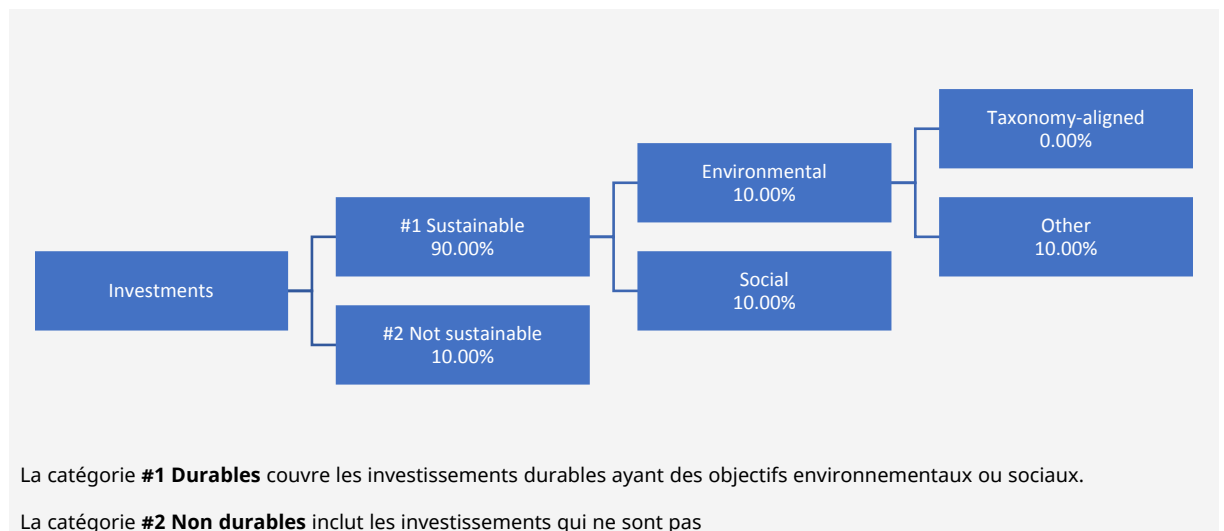 Taxonomy-aligned
0.00%
Environmental
10.00%
#1 Sustainable
90.00%
Other
10.00%
Investments
Social
10.00%
#2 Not sustainable
10.00%
La catégorie #1 Durables couvre les investissements durables ayant des objectifs environnementaux ou sociaux.
La catégorie #2 Non durables inclut les investissements qui ne sont pas